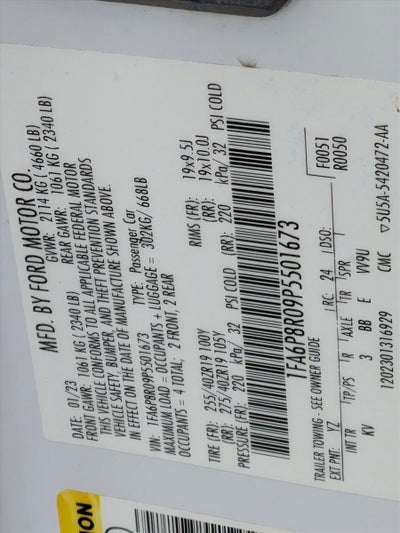 MFD. BY FORD MOTOR CO.
DATE: 01/23 GVWR: 2114 KG ( 4660 LB)
FRONT GAWR: 1061 KG ( 2340 LB) REAR GAWR: 1061 KG ( 2340 LB)
THIS VEHICLE CONFORMS TO ALL APPLICABLE FEDERAL MOTOR
VEHICLE SAFETY, BUMPER, AND THEFT PREVENTION STANDARDS
IN EFFECT ON THE DATE OF MANUFACTURE SHOWN ABOVE.
VIN: 1FA6P8R09P5501673 TYPE: Passenger Car
MAXIMUM LOAD = OCCUPANTS + LUGGAGE = 302KG/ 668LB
OCCUPANTS = 4 TOTAL; 2 FRONT, 2 REAR
TIRE (FR): 255/40ZR19 100Y RIMS (FR): 19x9.5J
(RR): 275/40ZR19 105Y 19x10.0J
PRESSURE (FR): 220 kPa/ 32 PSI COLD (RR): 220 kPa/ 32 PSI COLD
1FA6P8R09P5501673
TRAILER TOWING - SEE OWNER GUIDE
EXT PNT: YZ RC: 24 DSO: F0051
R0050
INT TR TP/PS R AXLE TR SPR
KV 3 BB E VV9U
1202301316929 CMC ▽5U5A-5420472-AA
ION